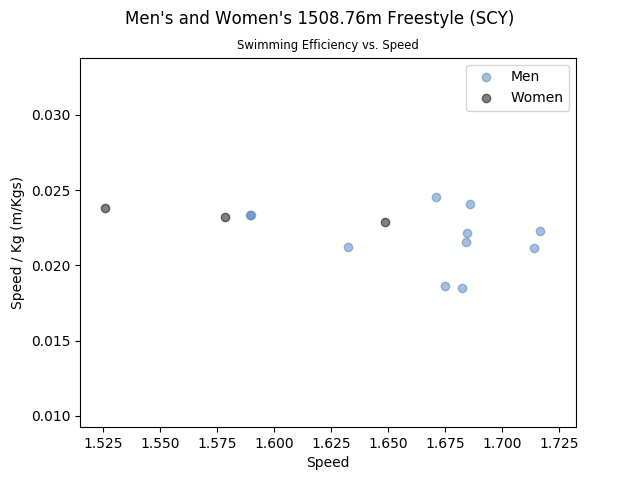 Men's and Women's 1508.76m Freestyle (SCY)
Swimming Efficiency vs. Speed
Men
Women
Speed / Kg (m/Kgs)
0.030
0.025
0.020
0.015
0.010
1.525 1.550 1.575 1.600 1.625 1.650 1.675 1.700 1.725
Speed